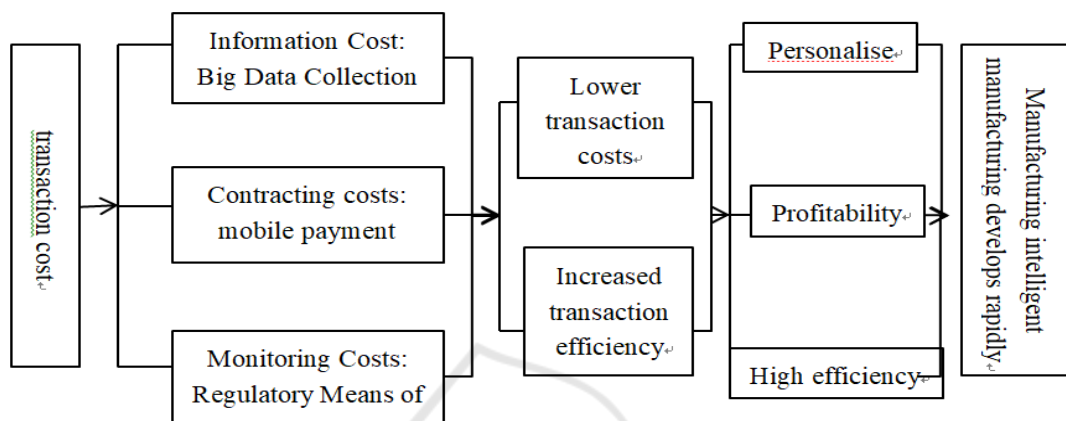 transaction cost
Information Cost:
Big Data Collection
Contracting costs:
mobile payment
Monitoring Costs:
Regulatory Means of
Lower
transaction
costs
Increased
transaction
efficiency
Personalise
Profitability
High efficiency
Manufacturing intelligent
manufacturing develops rapidly